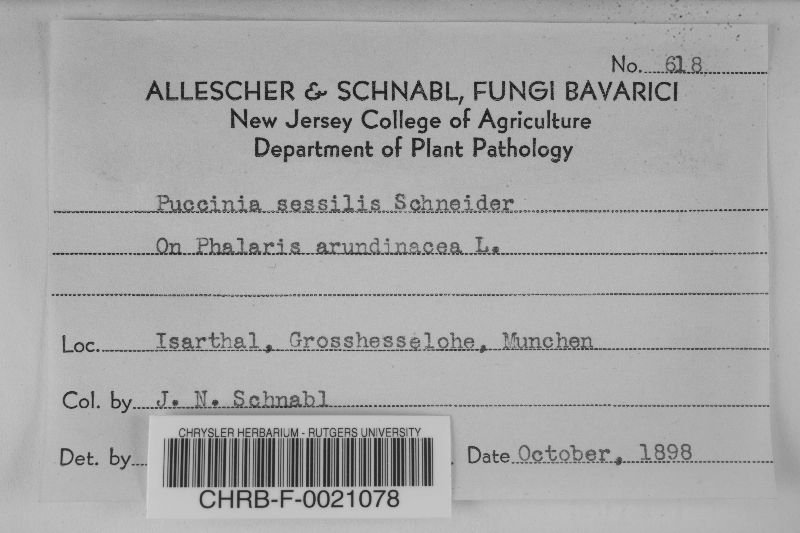 No. 618
ALLESCHER & SCHNABL, FUNGI BAVARICI
New Jersey College of Agriculture
Department of Plant Pathology
Puccinia sessilis Schneider
On Phalaris arundinacea L.
Loc. Isarthal, Grosshesselohe, Munchen
Col. by J. N. Schnabl
Det. by Date October, 1898
CHRYSLER HERBARIUM - RUTGERS UNIVERSITY
CHRB-F-0021078